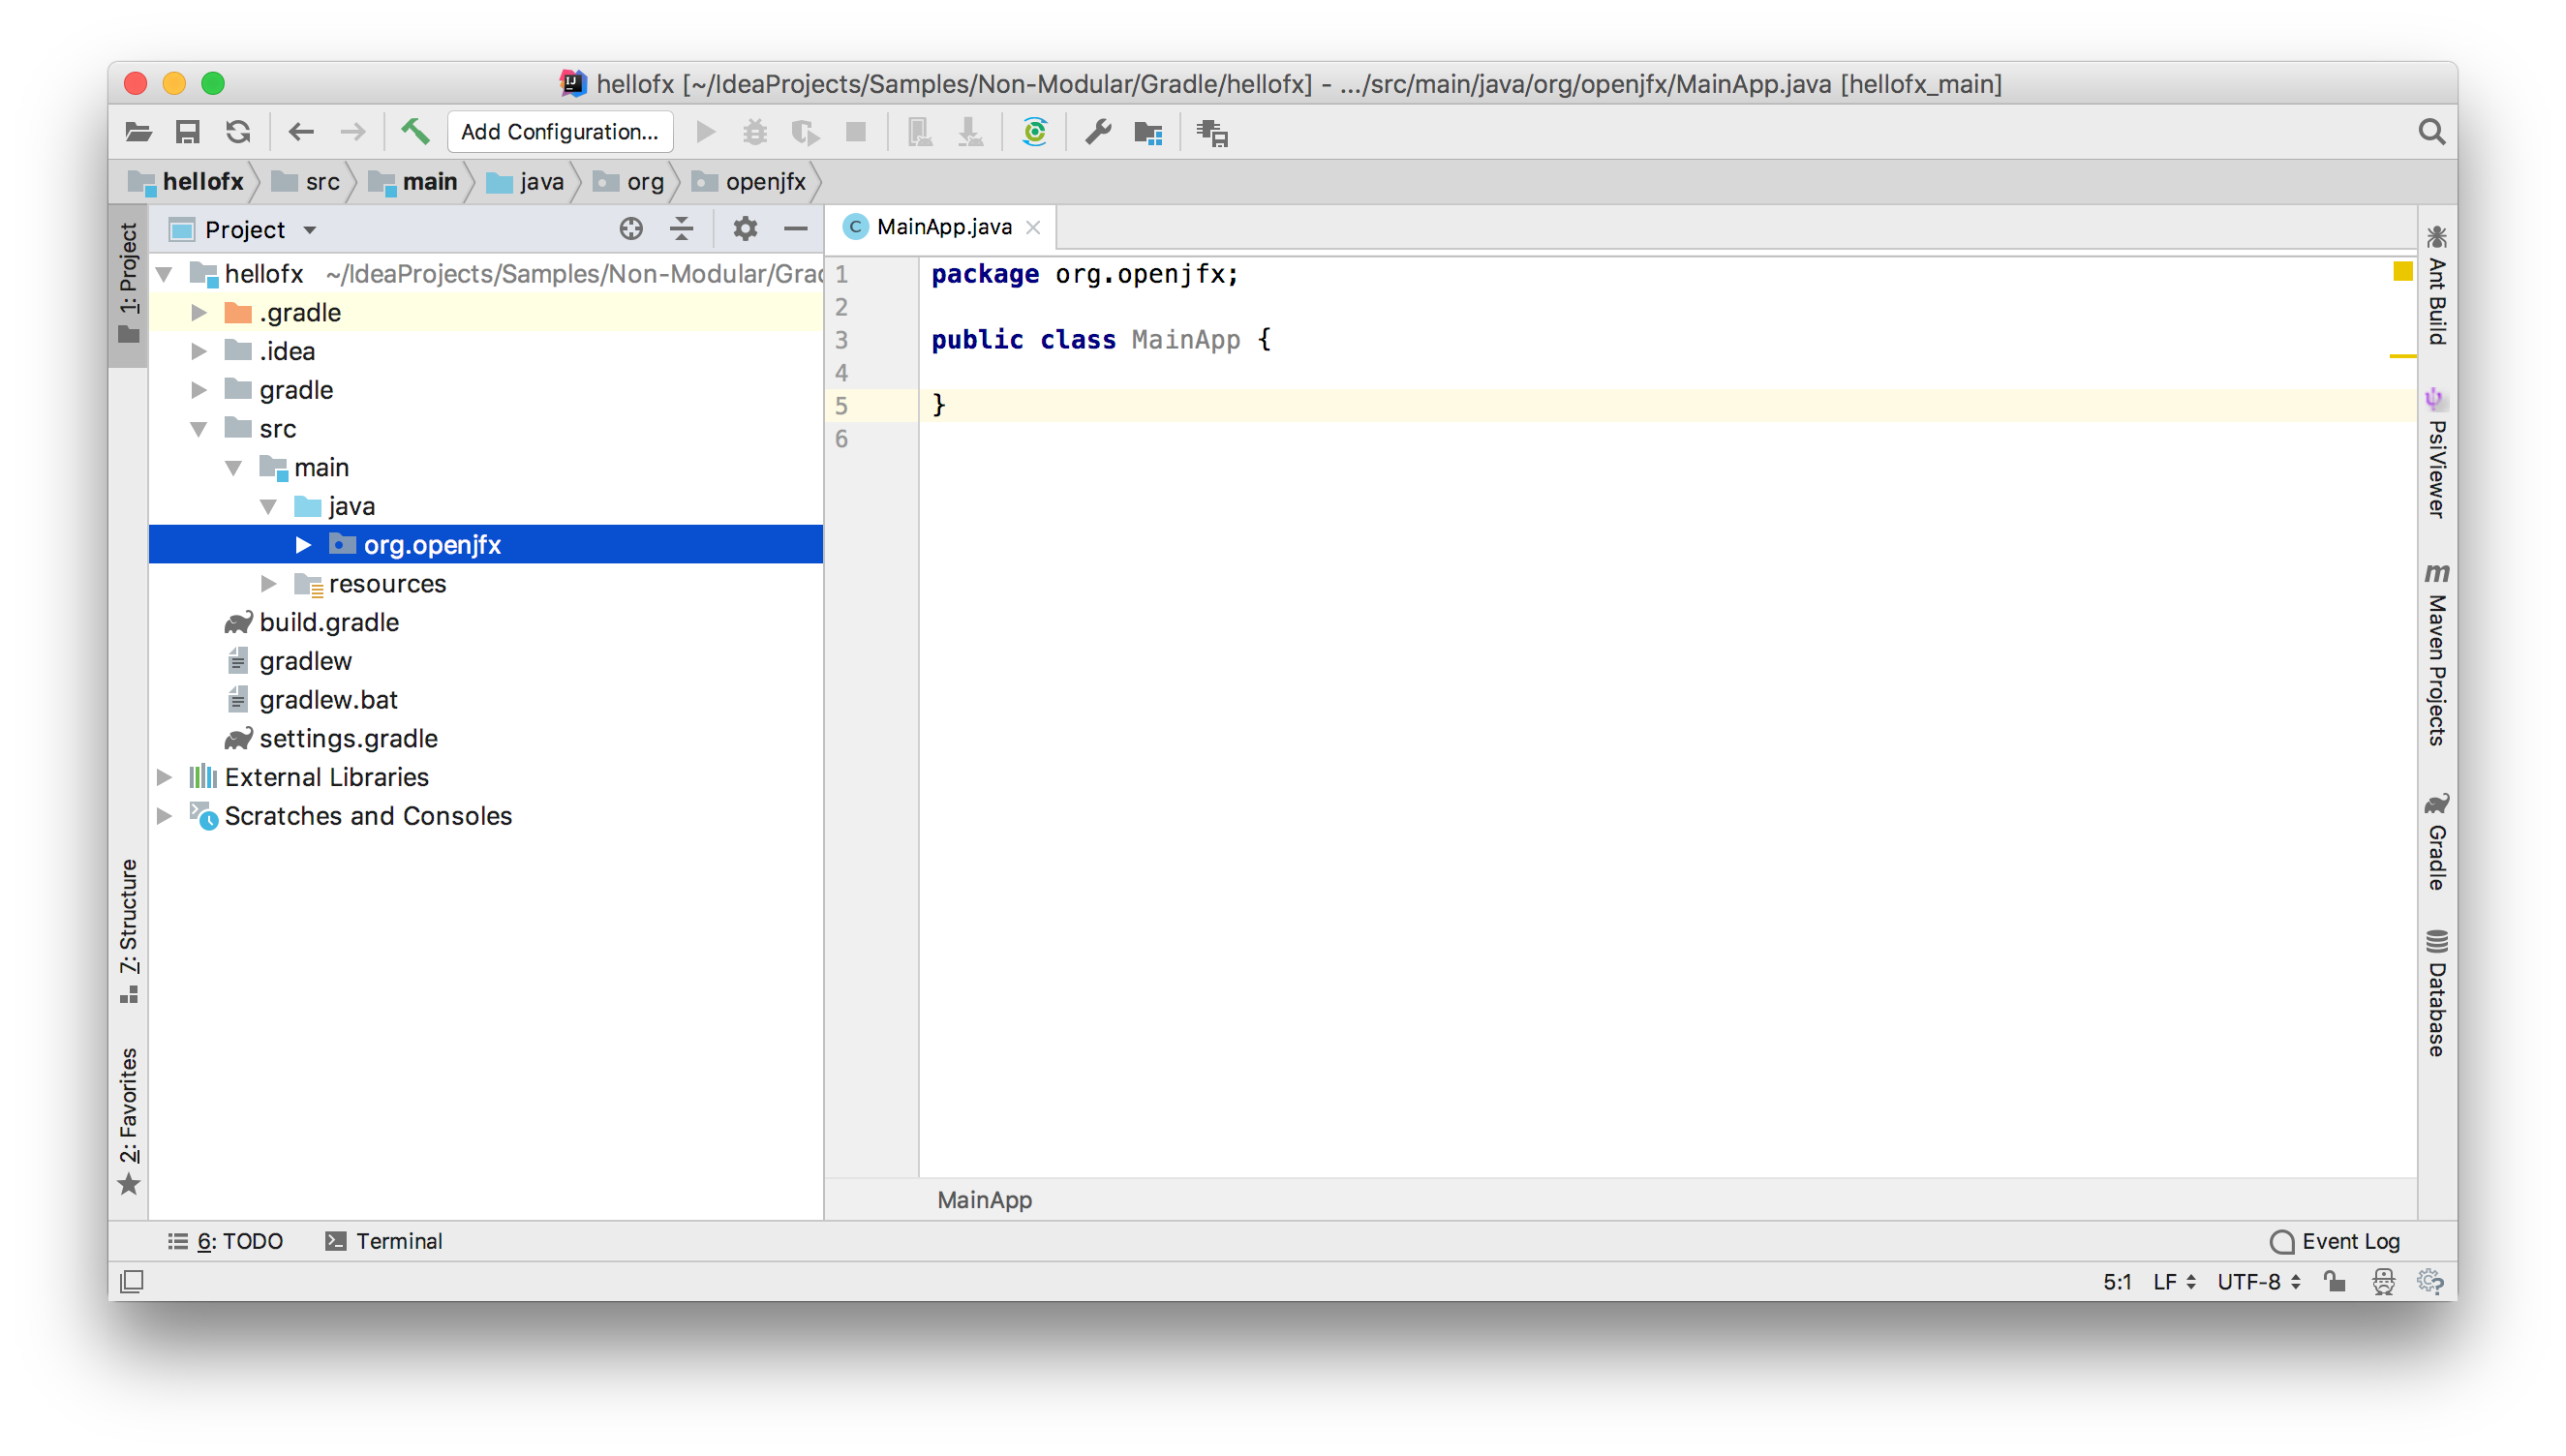 hellofx [~/IdeaProjects/Samples/Non-Modular/Gradle/hellofx] - .../src/main/java/org/openjfx/MainApp.java [hellofx_main]
Add Configuration...
hellofx src main java org openjfx
1: Project
7: Structure
2: Favorites
Project
hellofx ~/IdeaProjects/Samples/Non-Modular/Grad
.gradle
.idea
gradle
src
main
java
org.openjfx
resources
build.gradle
gradlew
gradlew.bat
settings.gradle
External Libraries
Scratches and Consoles
MainApp.java
1 package org.openjfx;
2
3 public class MainApp {
4
5 }
6
MainApp
Ant Build
PsiViewer
Maven Projects
Gradle
Database
6: TODO Terminal Event Log
5:1 LF UTF-8